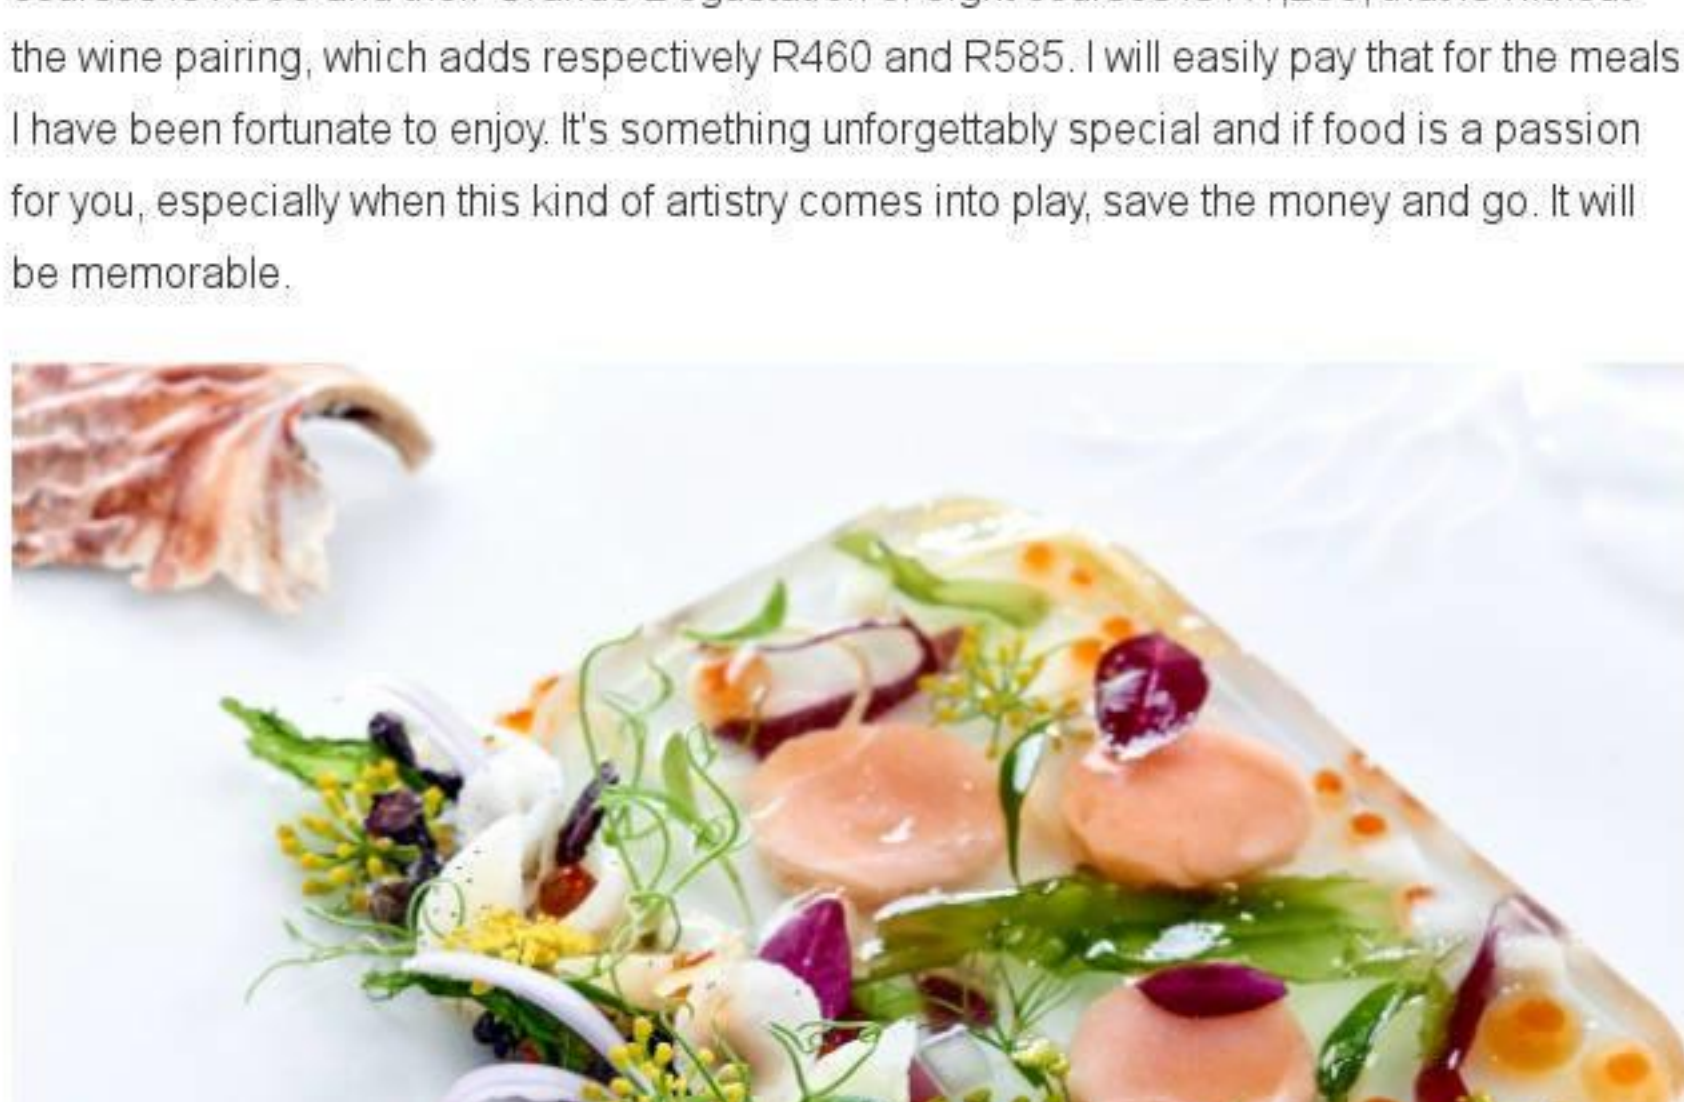 the wine pairing, which adds respectively R460 and R585. I will easily pay that for the meals
I have been fortunate to enjoy. It's something unforgettably special and if food is a passion
for you, especially when this kind of artistry comes into play, save the money and go. It will
be memorable.